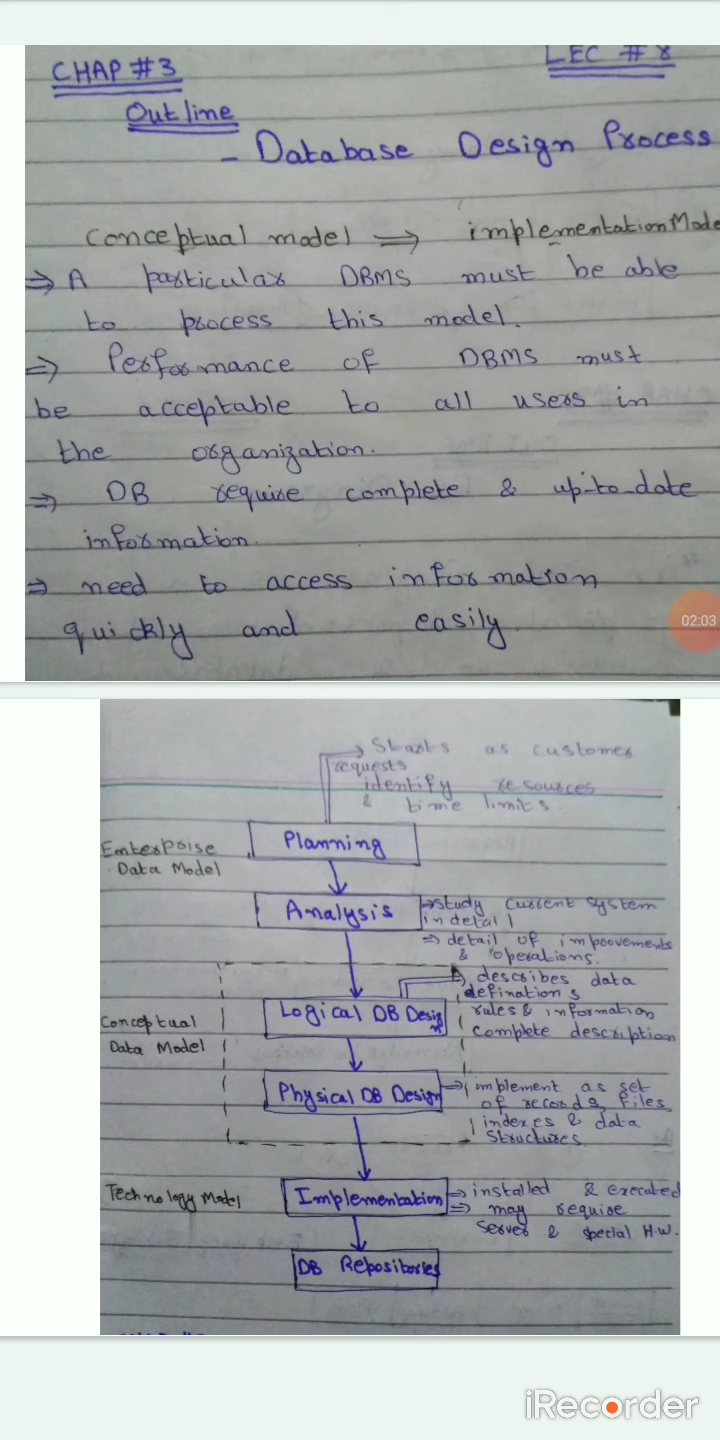 CHAP #3
LEC # 8
Outline
- Database Design Process
Conceptual model ⇒ implementationMode
⇒ A particular DBMS must be able
to process this model.
⇒ Performance of DBMS must
be acceptable to all users in
the organization.
⇒ DB require complete & up-to-date
information.
⇒ need to access information
quickly and easily.
02:03
→ Starts as customer
requests
identify resources
& time limits.
Planning
Enterprise
Data Model
Analysis
→study current system
in detail
⇒ detail of improvements
& operations.
describes data
definations
rules & information
complete description
Logical DB Design
Conceptual
Data Model
Physical DB Design
⇒ implement as set
of records, files,
indexes & data
structures.
Technology Model
Implementation
⇒ installed & executed
⇒ may require
server & special H.W.
DB Repositories
iRecorder